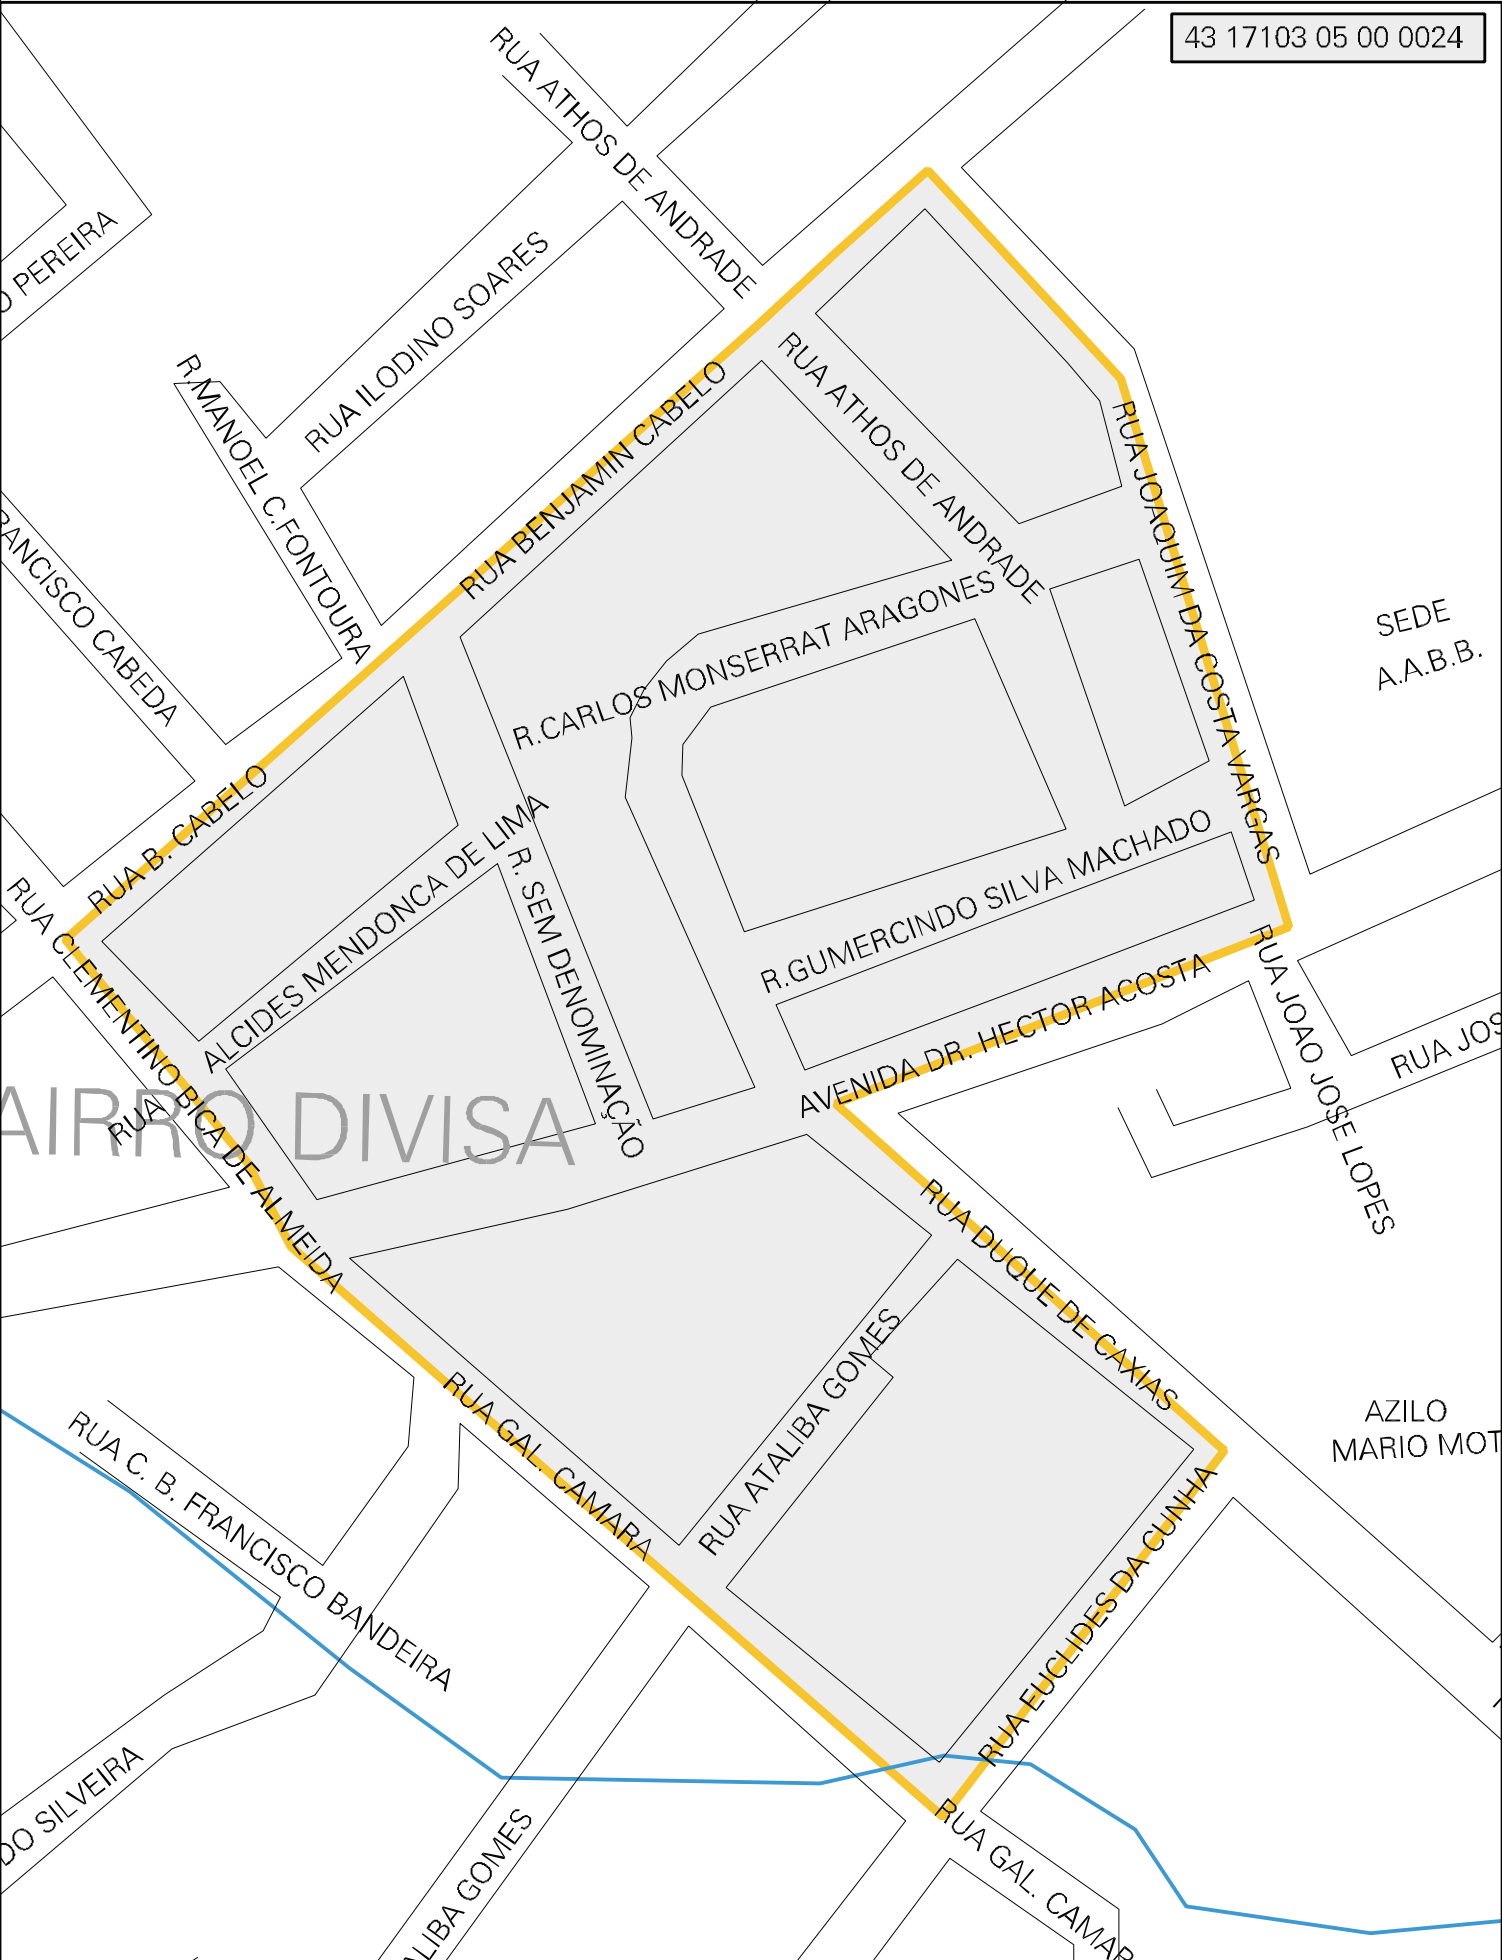 43 17103 05 00 0024
RUA ATHOS DE ANDRADE
PEREIRA
RUA ILODINO SOARES
R.MANOEL C.FONTOURA
RUA BENJAMIN CABELO
RUA ATHOS DE ANDRADE
RUA JOAQUIM DA COSTA VARGAS
RANCISCO CABEDA
R.CARLOS MONSERRAT ARAGONES
SEDE
A.A.B.B.
RUA B. CABELO
ALCIDES MENDONCA DE LIMA
R. SEM DENOMINAÇÃO
R.GUMERCINDO SILVA MACHADO
RUA CLEMENTINO BICA DE ALMEIDA
AVENIDA DR. HECTOR ACOSTA
RUA JOAO JOSE LOPES
RUA JOS
RUA
AIRRO DIVISA
RUA DUQUE DE CAXIAS
RUA ATALIBA GOMES
RUA GAL. CAMARA
AZILO
MARIO MOT
RUA C. B. FRANCISCO BANDEIRA
RUA EUCLIDES DA CUNHA
DO SILVEIRA
ALIBA GOMES
RUA GAL. CAMAR